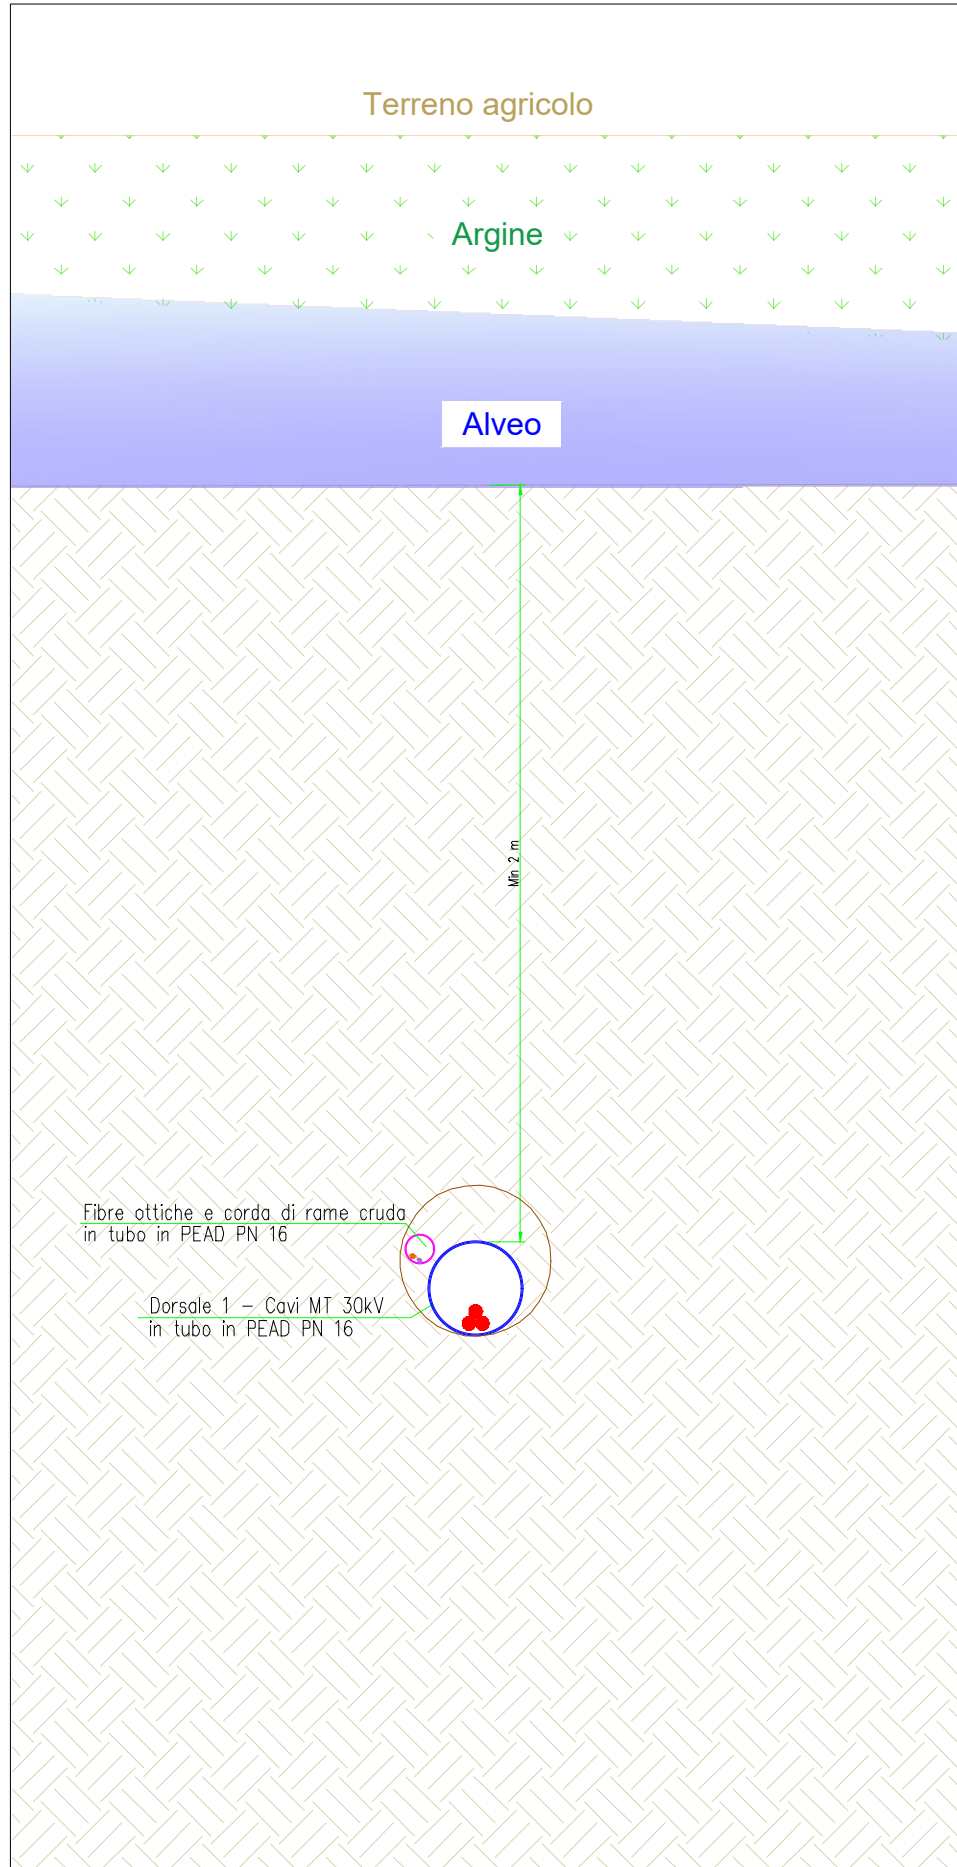 Terreno agricolo
Argine
Alveo
Min 2 m
Fibre ottiche e corda di rame cruda
in tubo in PEAD PN 16
Dorsale 1 - Cavi MT 30kV
in tubo in PEAD PN 16